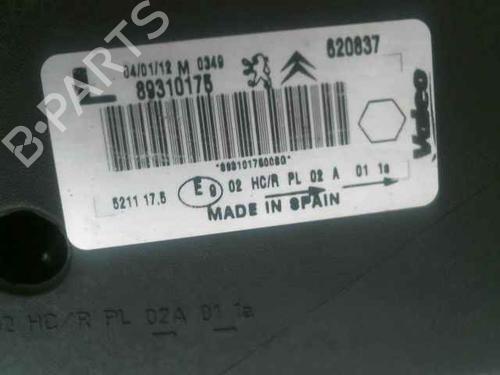 04/01/12 M 0349
620837
89310175
*893101750080*
Valeo
5211 17.5
E9 02 HC/R PL 02 A 01 1a
MADE IN SPAIN
02 HC/R PL 02A 01 1a
B-PARTS